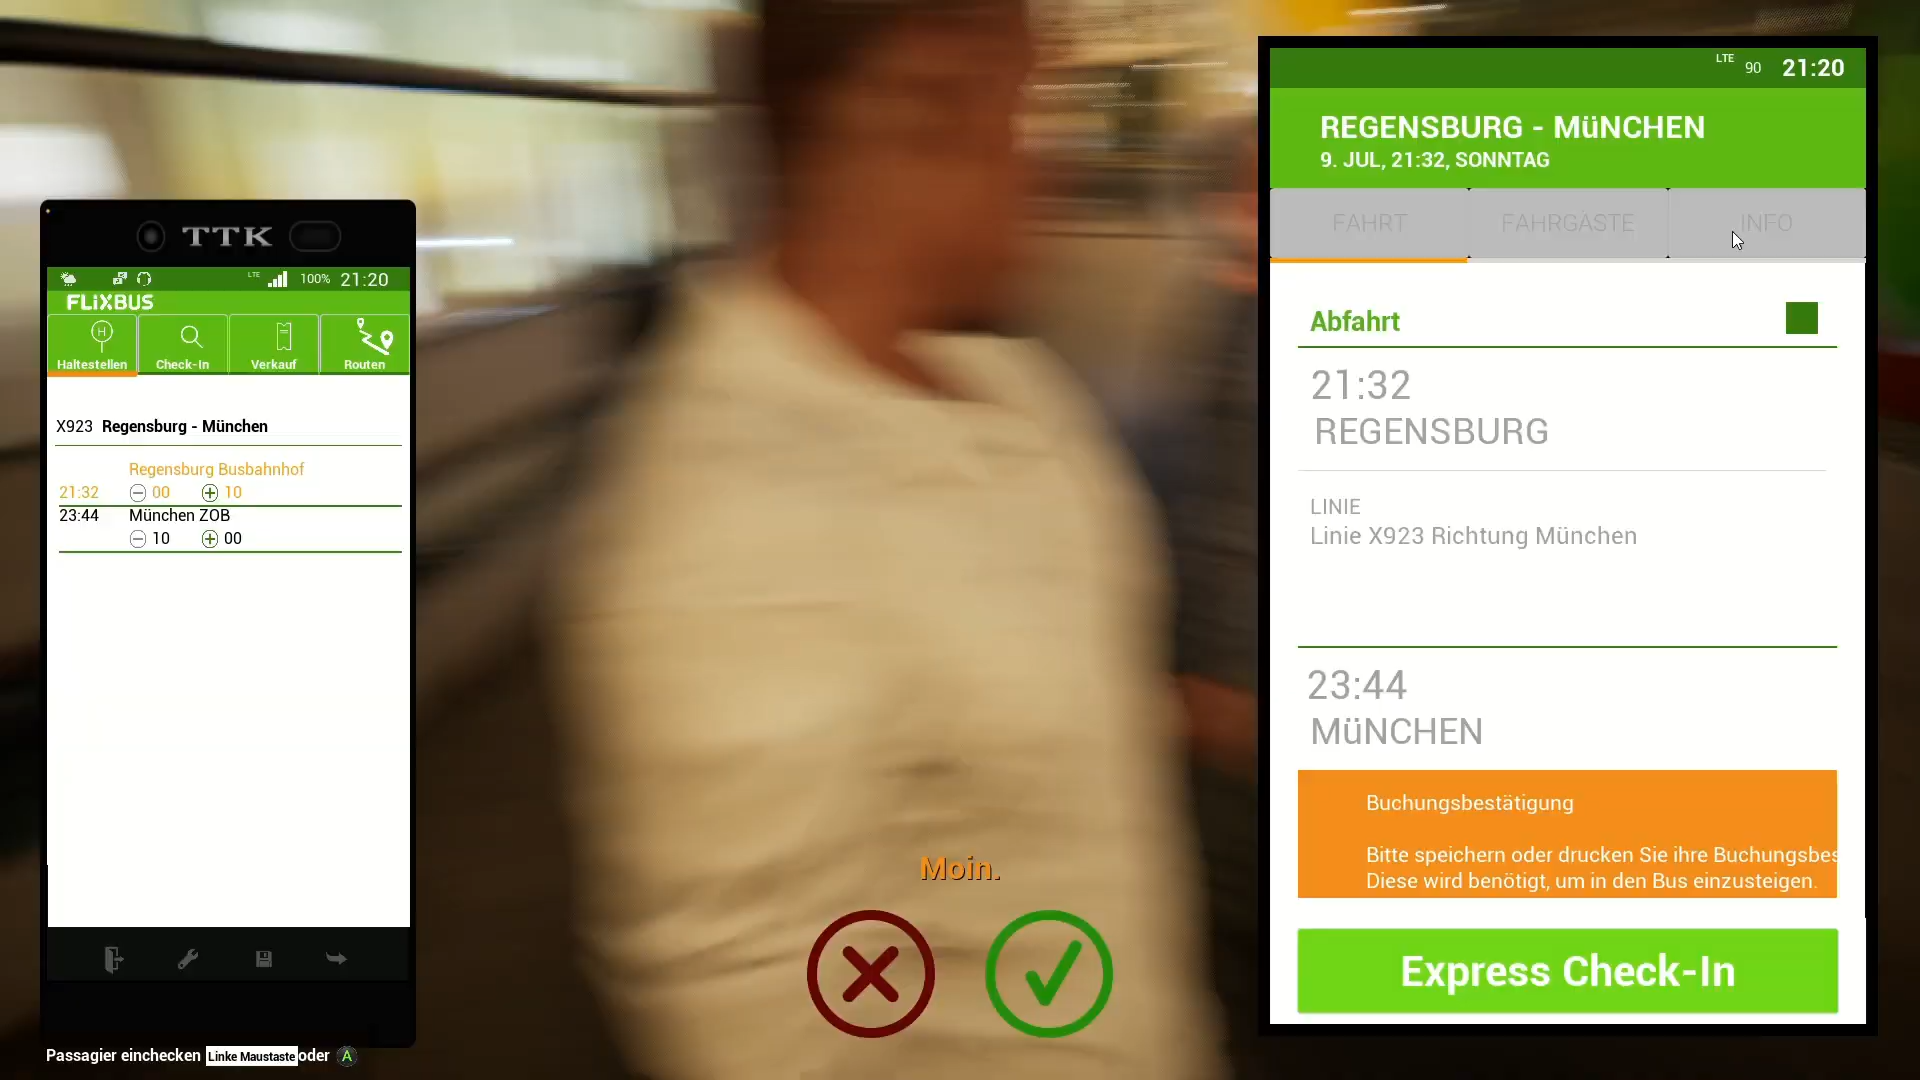 TTK
LTE 100% 21:20
FLiXBUS
Haltestellen Check-In Verkauf Routen
X923 Regensburg - München
Regensburg Busbahnhof
21:32 00 10
23:44 München ZOB
10 00
Passagier einchecken Linke Maustaste oder A
Moin.
LTE 90 21:20
REGENSBURG - MüNCHEN
9. JUL, 21:32, SONNTAG
FAHRT FAHRGÄSTE INFO
Abfahrt
21:32
REGENSBURG
LINIE
Linie X923 Richtung München
23:44
MüNCHEN
Buchungsbestätigung
Bitte speichern oder drucken Sie ihre Buchungsbes
Diese wird benötigt, um in den Bus einzusteigen.
Express Check-In